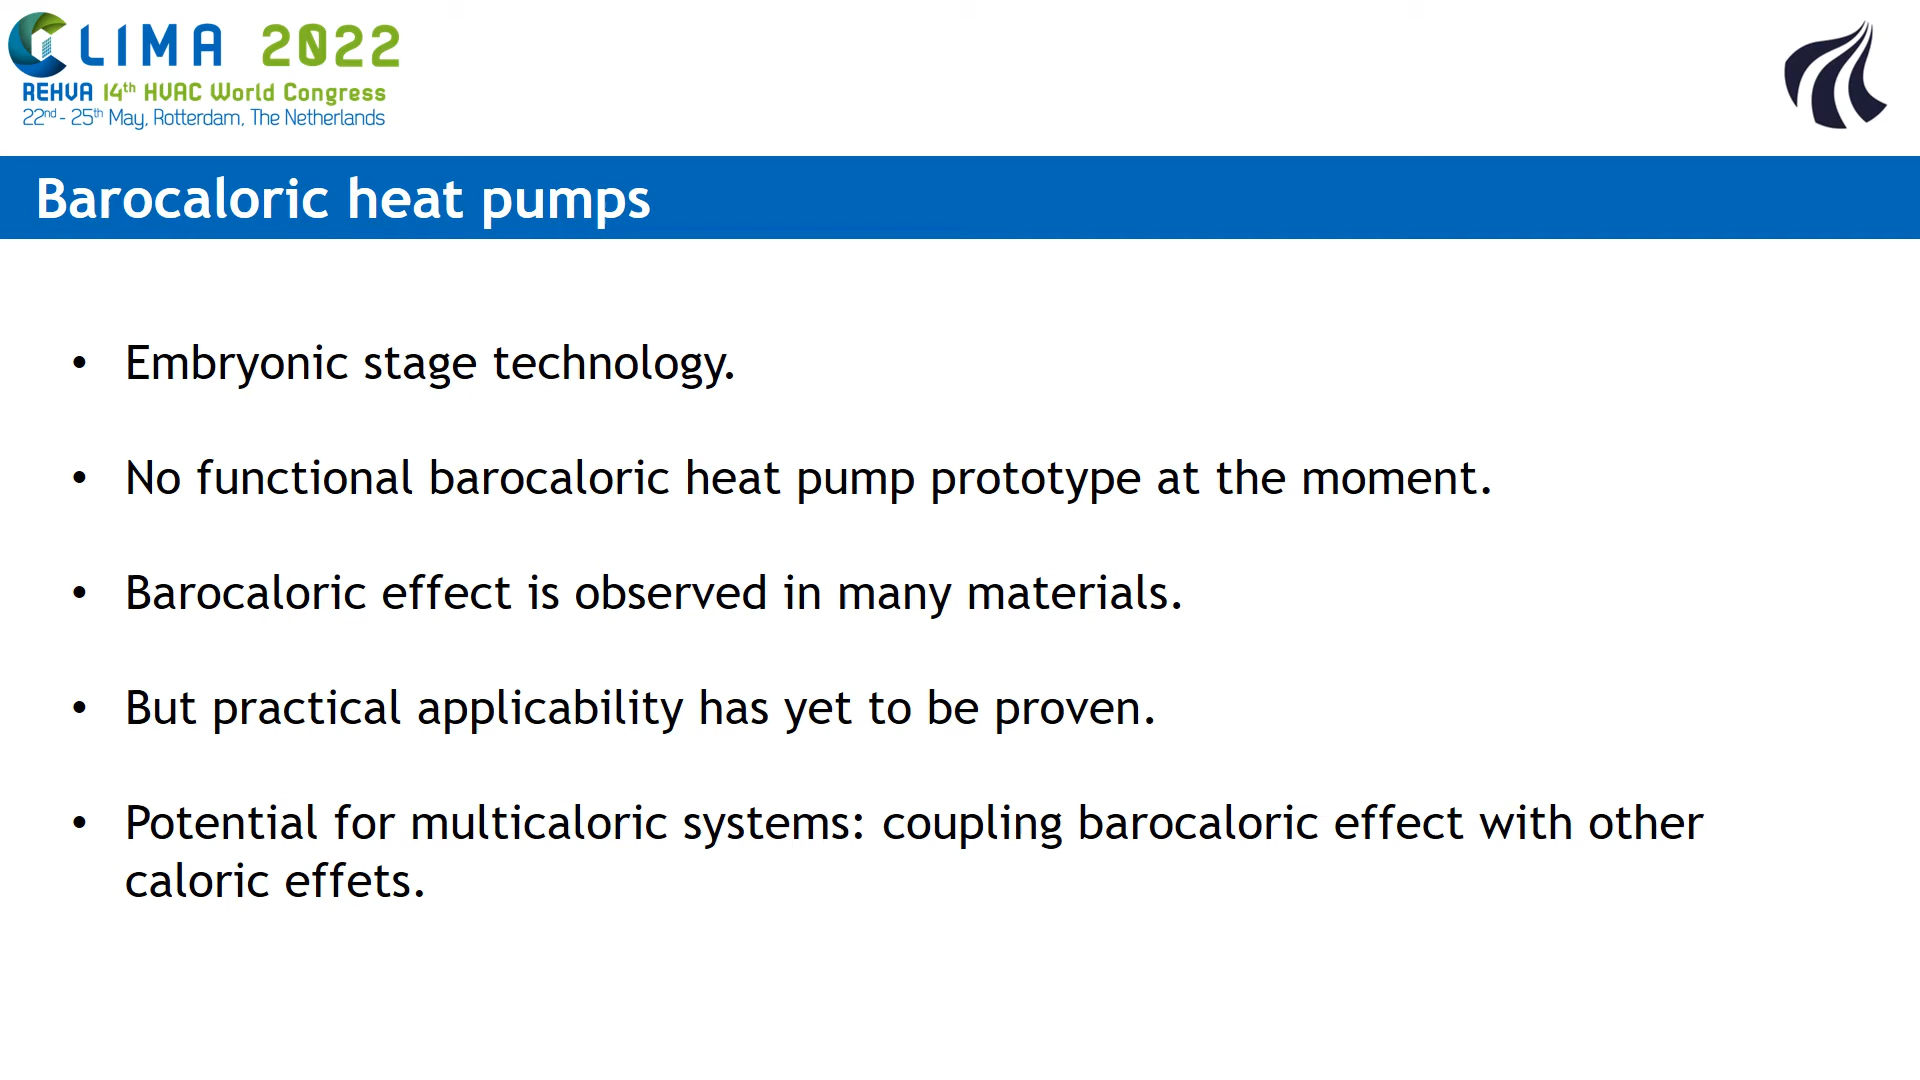 CLIMA 2022
REHVA 14th HVAC World Congress
22nd - 25th May, Rotterdam, The Netherlands
Barocaloric heat pumps
• Embryonic stage technology.
• No functional barocaloric heat pump prototype at the moment.
• Barocaloric effect is observed in many materials.
• But practical applicability has yet to be proven.
• Potential for multicaloric systems: coupling barocaloric effect with other
caloric effets.